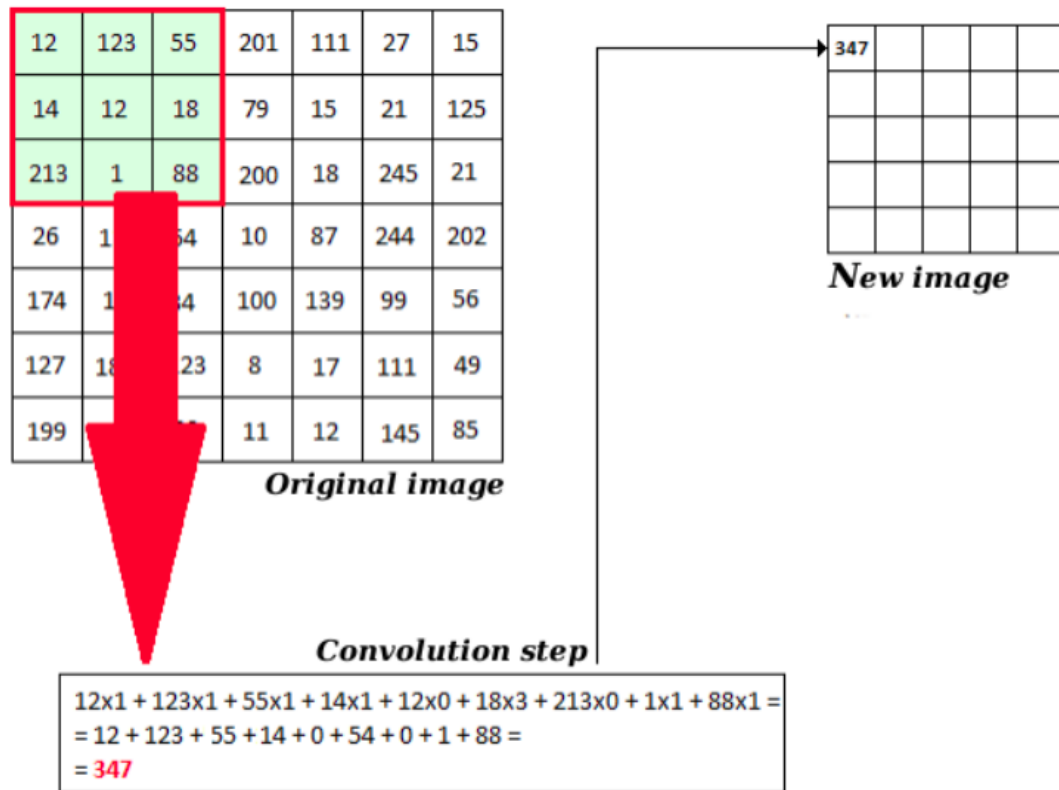 12 123 55 201 111 27 15
14 12 18 79 15 21 125
213 1 88 200 18 245 21
26 10 87 244 202
174 100 139 99 56
127 8 17 111 49
199 11 12 145 85
Original image
347
New image
Convolution step
12x1 + 123x1 + 55x1 + 14x1 + 12x0 + 18x3 + 213x0 + 1x1 + 88x1 =
= 12 + 123 + 55 +14 + 0 + 54 + 0 + 1 + 88 =
= 347